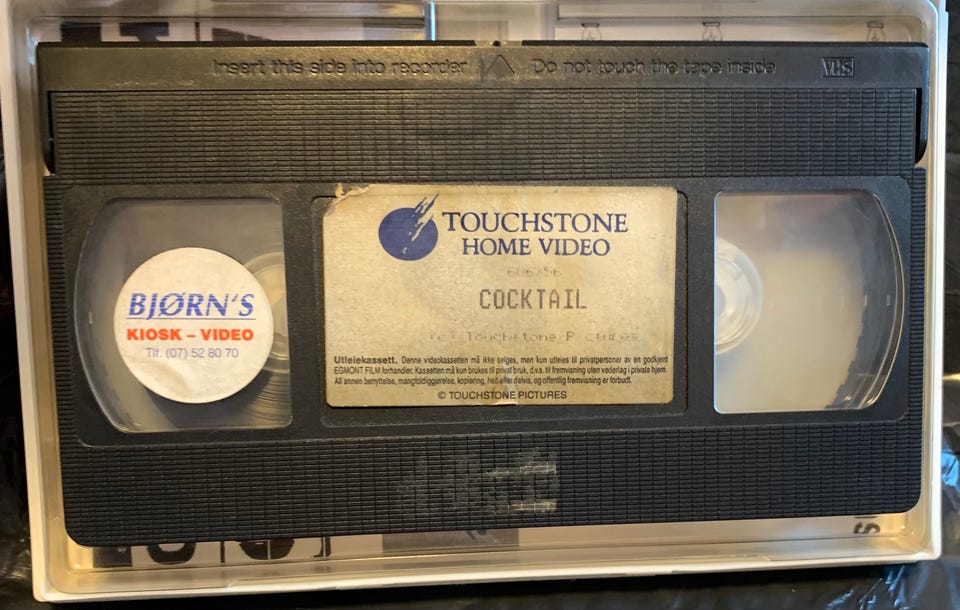 Insert this side into recorder
Do not touch the tape inside
VHS
BJØRN'S
KIOSK – VIDEO
Tlf. (07) 52 80 70
TOUCHSTONE
HOME VIDEO
COCKTAIL
Touchstone Pictures
Utleiekassett. Denne videokassetten må ikke selges, men kun utleies til privatpersoner av en godkjent
EGMONT FILM forhandler. Kassetten må kun brukes til privat bruk, d.v.s. til fremvisning uten vederlag i private hjem.
All annen benyttelse, mangfoldiggjørelse, kopiering, helt eller delvis, og offentlig fremvisning er forbudt.
© TOUCHSTONE PICTURES